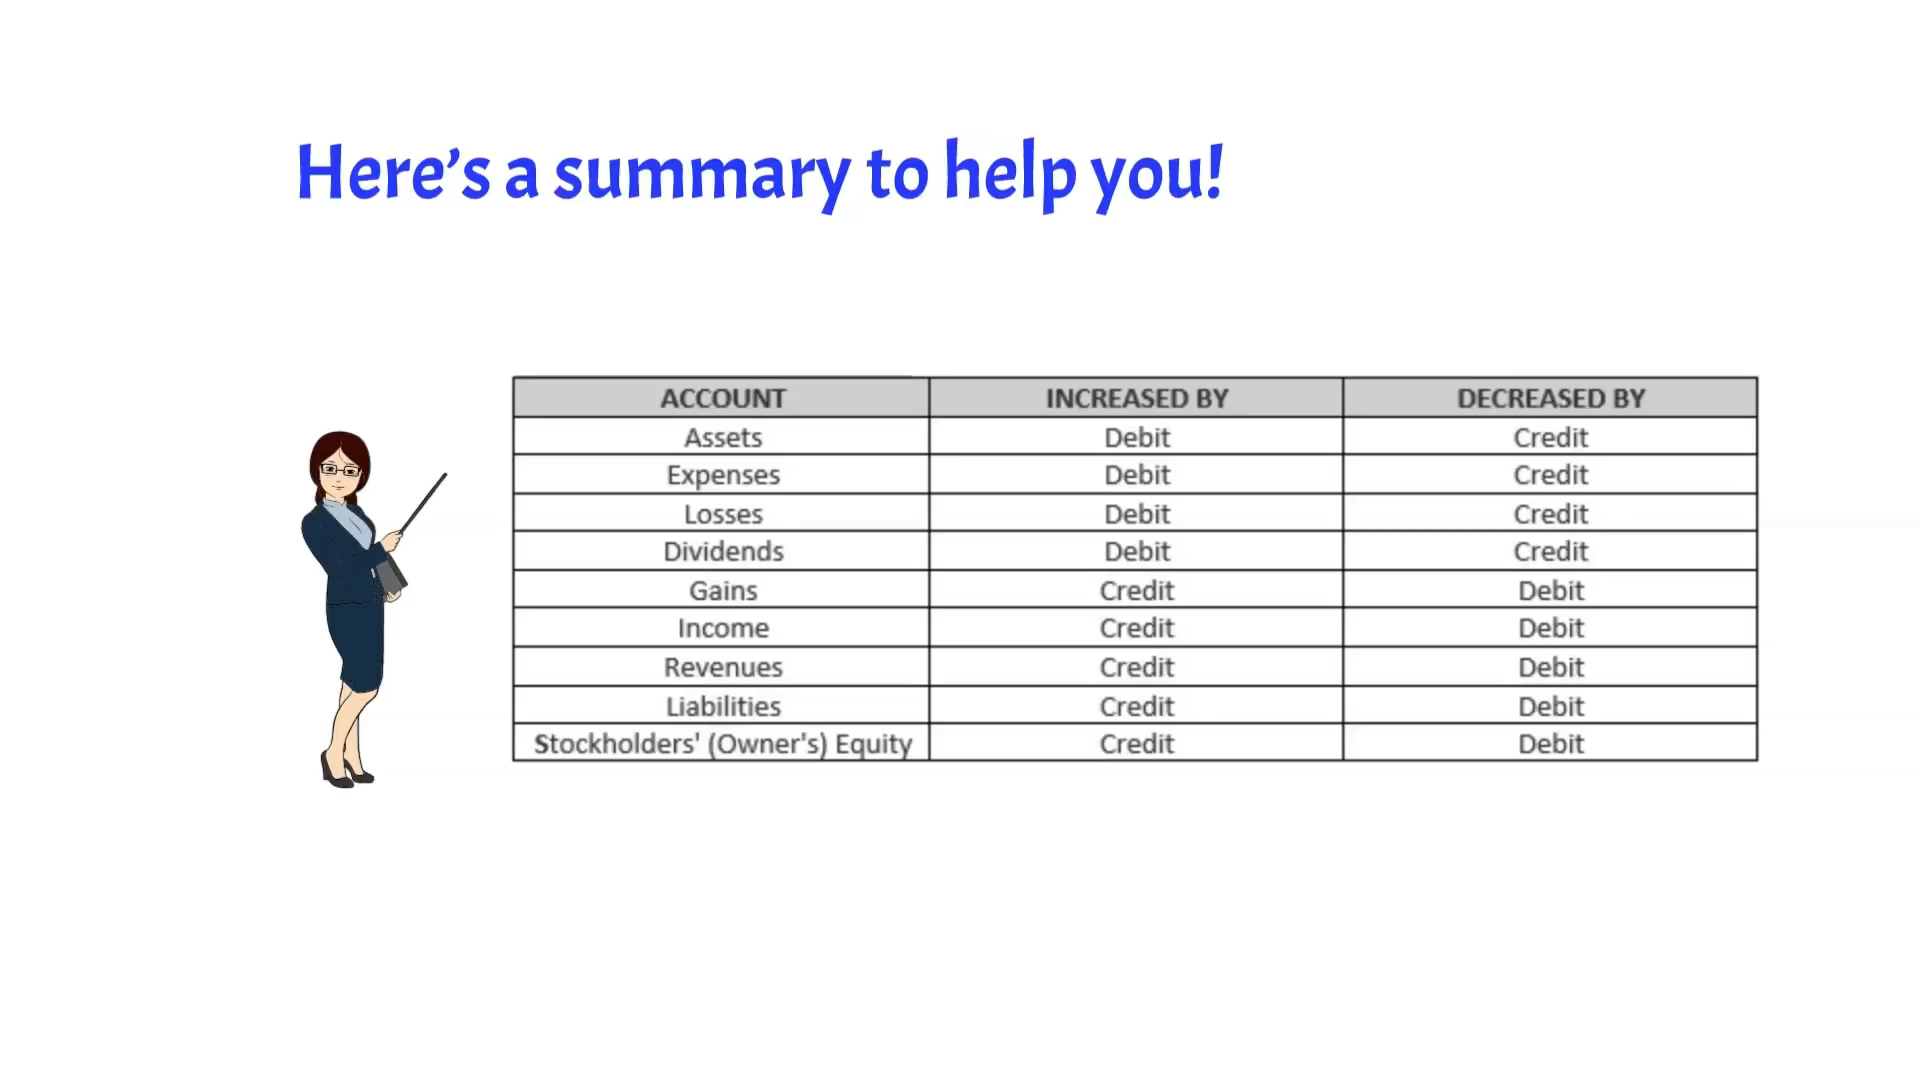 Here’s a summary to help you!
ACCOUNT INCREASED BY DECREASED BY
Assets Debit Credit
Expenses Debit Credit
Losses Debit Credit
Dividends Debit Credit
Gains Credit Debit
Income Credit Debit
Revenues Credit Debit
Liabilities Credit Debit
Stockholders' (Owner's) Equity Credit Debit